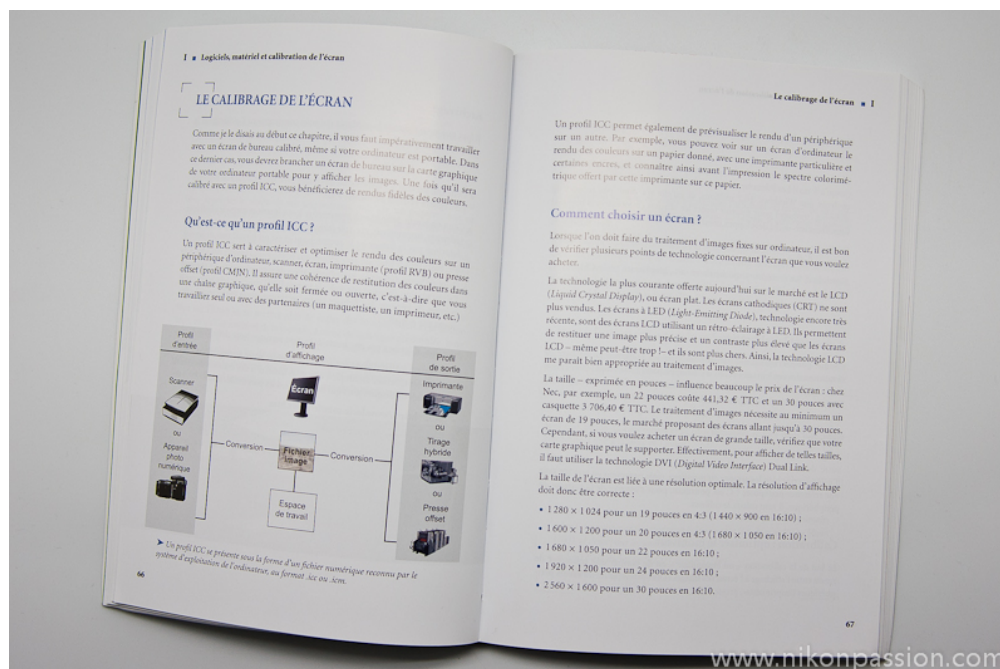 I ■ Logiciels, matériel et calibration de l'écran
LE CALIBRAGE DE L'ÉCRAN
Comme je le disais au début ce chapitre, il vous faut impérativement travailler
avec un écran de bureau calibré, même si votre ordinateur est portable. Dans
ce dernier cas, vous devrez brancher un écran de bureau sur la carte graphique
de votre ordinateur portable pour y afficher les images. Une fois qu'il sera
calibré avec un profil ICC, vous bénéficierez de rendus fidèles des couleurs.
Qu'est-ce qu'un profil ICC ?
Un profil ICC sert à caractériser et optimiser le rendu des couleurs sur un
périphérique d'ordinateur, scanner, écran, imprimante (profil RVB) ou presse
offset (profil CMJN). Il assure une cohérence de restitution des couleurs dans
une chaîne graphique, qu'elle soit fermée ou ouverte, c'est-à-dire que vous
travailliez seul ou avec des partenaires (un maquettiste, un imprimeur, etc.)
Profil
d'entrée
Profil
d'affichage
Profil
de sortie
Scanner
ou
Appareil
photo
numérique
Conversion
Écran
Fichier
image
Espace
de travail
Conversion
Imprimante
ou
Tirage
hybride
ou
Presse
offset
➤ Un profil ICC se présente sous la forme d'un fichier numérique reconnu par le
système d'exploitation de l'ordinateur, au format .icc ou .icm.
66
Le calibrage de l'écran ■ I
Un profil ICC permet également de prévisualiser le rendu d'un périphérique
sur un autre. Par exemple, vous pouvez voir sur un écran d'ordinateur le
rendu des couleurs sur un papier donné, avec une imprimante particulière et
certaines encres, et connaître ainsi avant l'impression le spectre colorimé-
trique offert par cette imprimante sur ce papier.
Comment choisir un écran ?
Lorsque l'on doit faire du traitement d'images fixes sur ordinateur, il est bon
de vérifier plusieurs points de technologie concernant l'écran que vous voulez
acheter.
La technologie la plus courante offerte aujourd'hui sur le marché est le LCD
(Liquid Crystal Display), ou écran plat. Les écrans cathodiques (CRT) ne sont
plus vendus. Les écrans à LED (Light-Emitting Diode), technologie encore très
récente, sont des écrans LCD utilisant un rétro-éclairage à LED. Ils permettent
de restituer une image plus précise et un contraste plus élevé que les écrans
LCD – même peut-être trop !– et ils sont plus chers. Ainsi, la technologie LCD
me paraît bien appropriée au traitement d'images.
La taille – exprimée en pouces – influence beaucoup le prix de l'écran : chez
Nec, par exemple, un 22 pouces coûte 441,32 € TTC et un 30 pouces avec
casquette 3 706,40 € TTC. Le traitement d'images nécessite au minimum un
écran de 19 pouces, le marché proposant des écrans allant jusqu'à 30 pouces.
Cependant, si vous voulez acheter un écran de grande taille, vérifiez que votre
carte graphique peut le supporter. Effectivement, pour afficher de telles tailles,
il faut utiliser la technologie DVI (Digital Video Interface) Dual Link.
La taille de l'écran est liée à une résolution optimale. La résolution d'affichage
doit donc être correcte :
• 1 280 × 1 024 pour un 19 pouces en 4:3 (1 440 × 900 en 16:10) ;
• 1 600 × 1 200 pour un 20 pouces en 4:3 (1 680 × 1 050 en 16:10) ;
• 1 680 × 1 050 pour un 22 pouces en 16:10 ;
• 1 920 × 1 200 pour un 24 pouces en 16:10 ;
• 2 560 × 1 600 pour un 30 pouces en 16:10.
67
www.nikonpassion.com